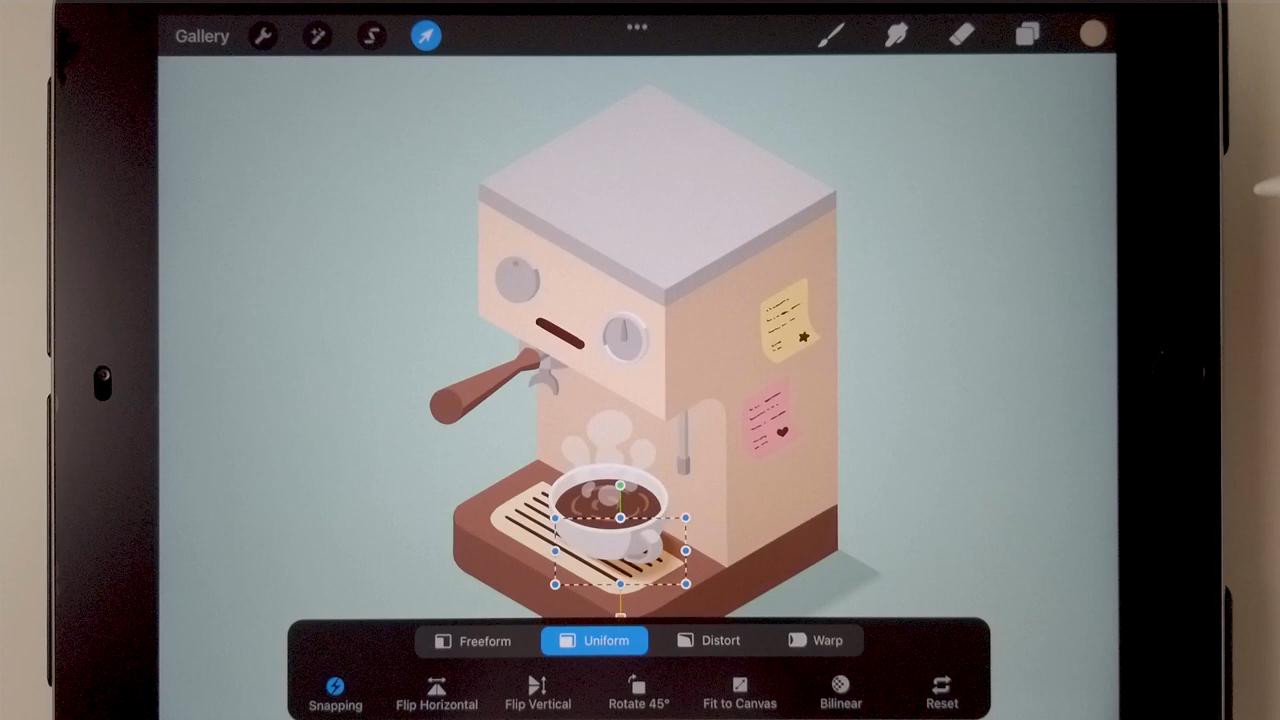 Gallery
Freeform Uniform Distort Warp
Snapping Flip Horizontal Flip Vertical Rotate 45° Fit to Canvas Bilinear Reset